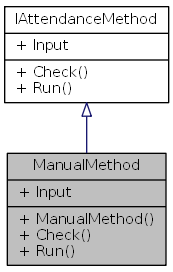 IAttendanceMethod
+ Input
+ Check()
+ Run()
ManualMethod
+ Input
+ ManualMethod()
+ Check()
+ Run()